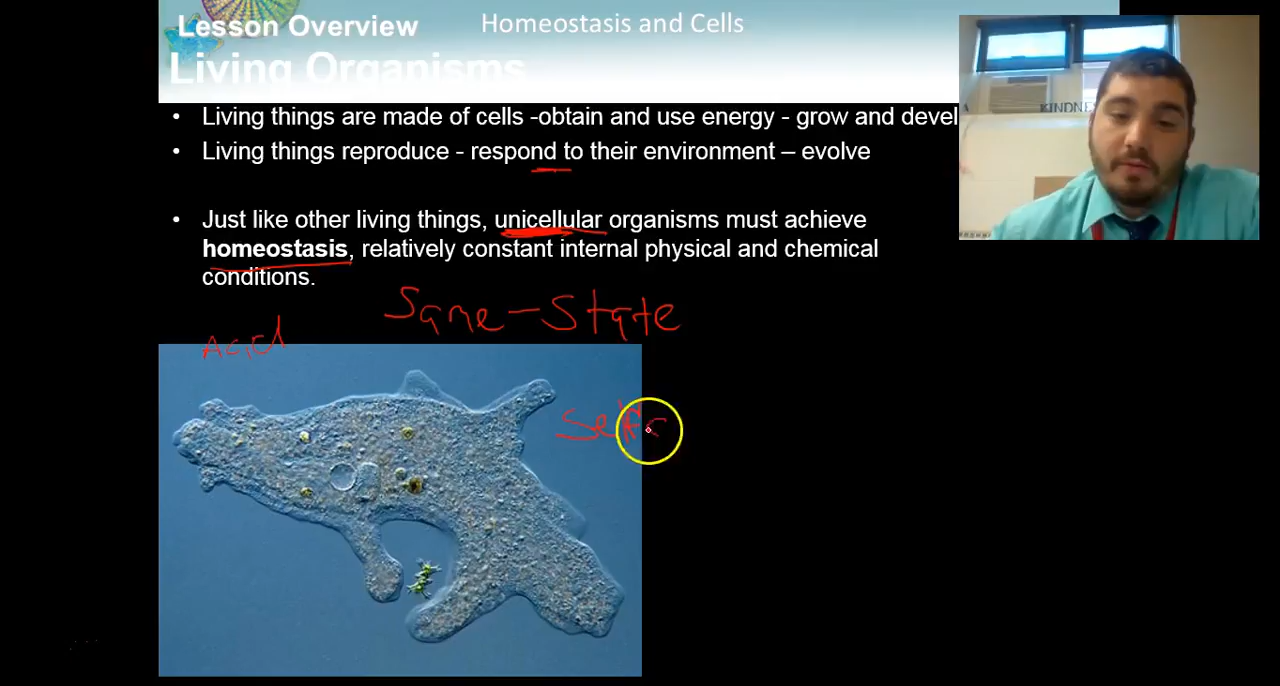 Lesson Overview Homeostasis and Cells
Living Organisms
• Living things are made of cells -obtain and use energy - grow and devel
• Living things reproduce - respond to their environment – evolve
• Just like other living things, unicellular organisms must achieve
homeostasis, relatively constant internal physical and chemical
conditions.
Same-State
Acid
KINDNE